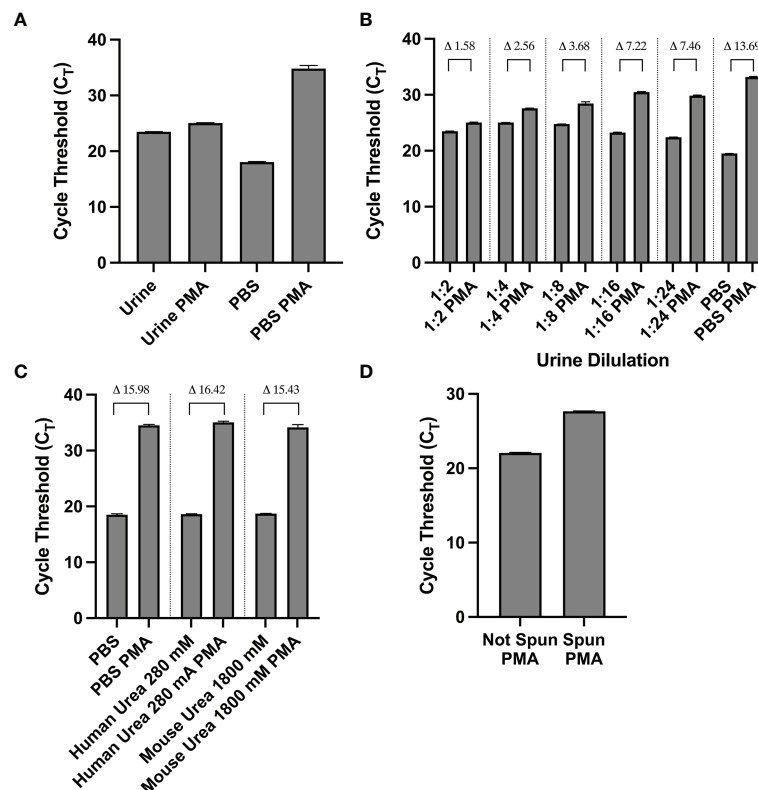 A
Cycle Threshold (C_T)
40
30
20
10
0
Urine
Urine PMA
PBS
PBS PMA
B
Cycle Threshold (C_T)
40
30
20
10
0
Δ 1.58
Δ 2.56
Δ 3.68
Δ 7.22
Δ 7.46
Δ 13.69
1:2
1:2 PMA
1:4
1:4 PMA
1:8
1:8 PMA
1:16
1:16 PMA
1:24
1:24 PMA
PBS
PBS PMA
Urine Dilulation
C
Cycle Threshold (C_T)
40
30
20
10
0
Δ 15.98
Δ 16.42
Δ 15.43
PBS
PBS PMA
Human Urea 280 mM
Human Urea 280 mA PMA
Mouse Urea 1800 mM
Mouse Urea 1800 mM PMA
D
Cycle Threshold (C_T)
30
20
10
0
Not Spun
PMA
Spun
PMA